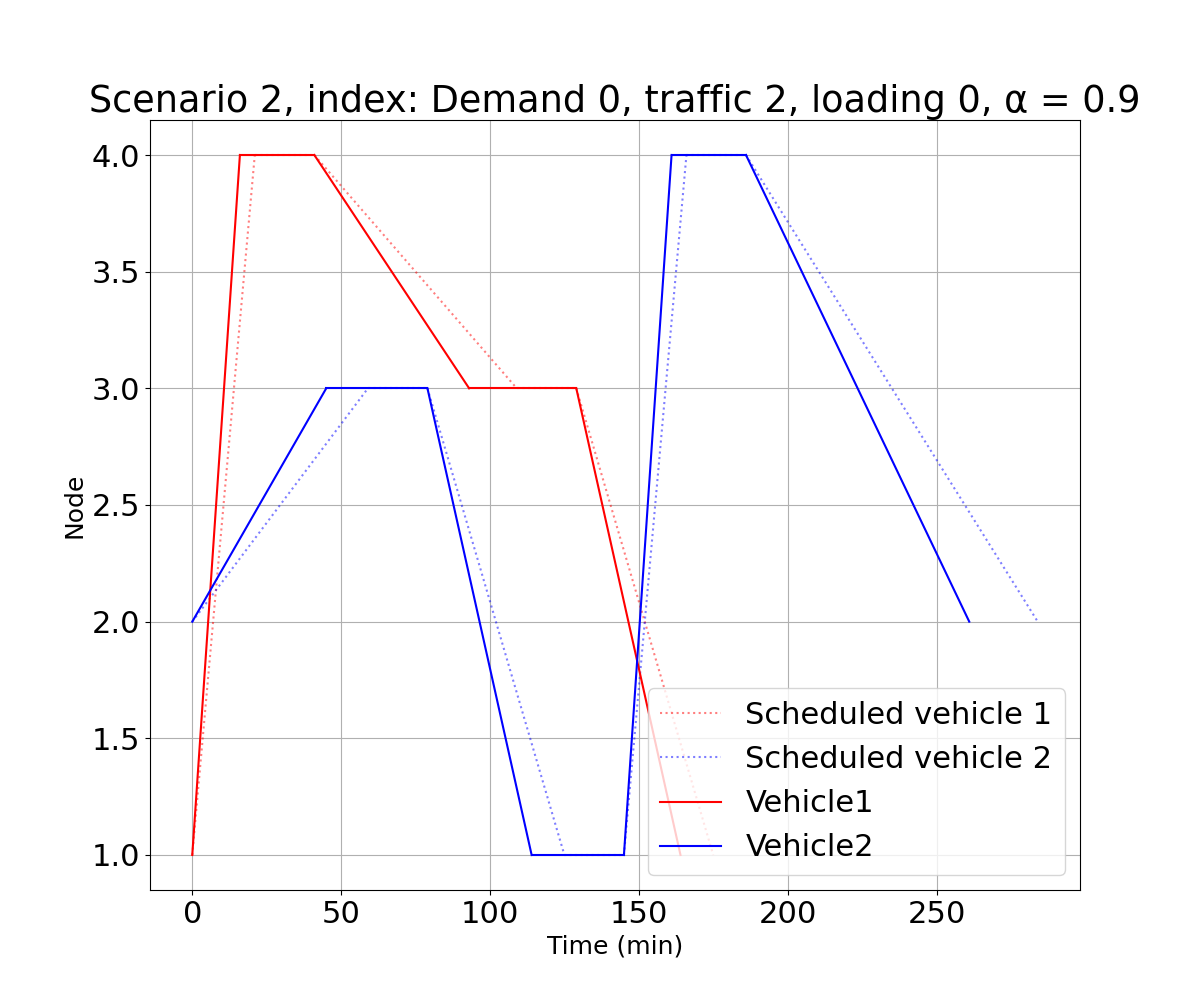 Scenario 2, index: Demand 0, traffic 2, loading 0, α = 0.9
4.0
3.5
3.0
2.5
2.0
1.5
1.0
Node
Scheduled vehicle 1
Scheduled vehicle 2
Vehicle1
Vehicle2
0 50 100 150 200 250
Time (min)